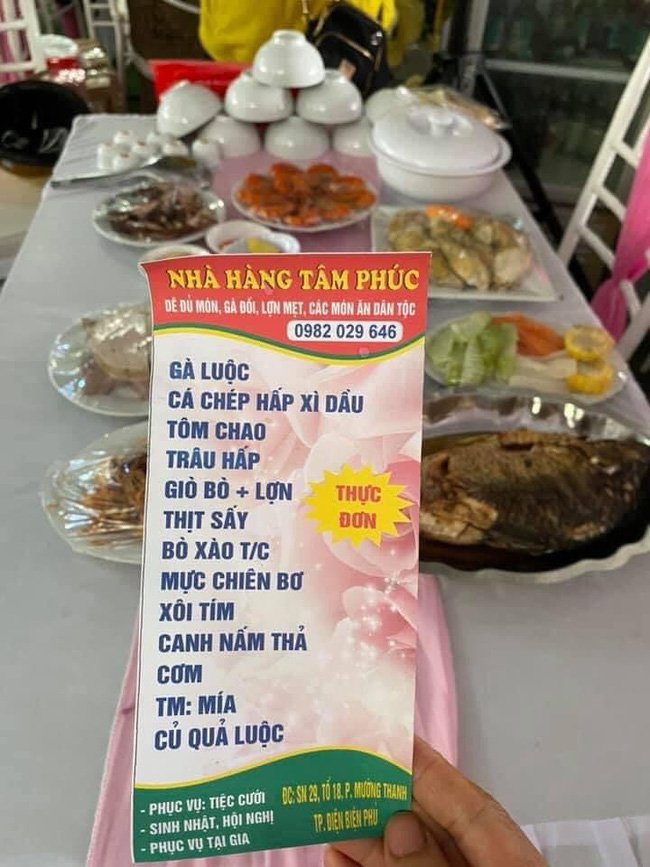 NHÀ HÀNG TÂM PHÚC
DÊ ĐỦ MÓN, GÀ ĐỒI, LỢN MẸT, CÁC MÓN ĂN DÂN TỘC
0982 029 646
GÀ LUỘC
CÁ CHÉP HẤP XÌ DẦU
TÔM CHAO
TRÂU HẤP
GIÒ BÒ + LỢN
THỰC
ĐƠN
THỊT SẤY
BÒ XÀO T/C
MỰC CHIÊN BƠ
XÔI TÍM
CANH NẤM THẢ
CƠM
TM: MÍA
CỦ QUẢ LUỘC
- PHỤC VỤ: TIỆC CƯỚI
- SINH NHẬT, HỘI NGHỊ
- PHỤC VỤ TẠI GIA
ĐC: SN 29, TỔ 18, P. MƯỜNG THANH
TP. ĐIỆN BIÊN PHỦ